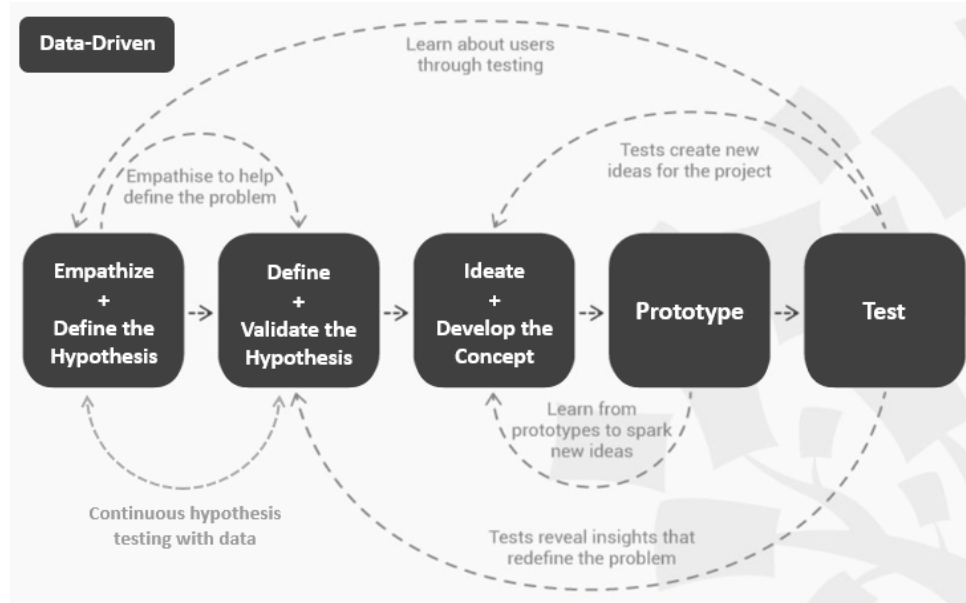 Data-Driven
Learn about users
through testing
Tests create new
ideas for the project
Empathise to help
define the problem
Empathize
+
Define the
Hypothesis
Define
+
Validate the
Hypothesis
Ideate
+
Develop the
Concept
Prototype
Test
Learn from
prototypes to spark
new ideas
Continuous hypothesis
testing with data
Tests reveal insights that
redefine the problem